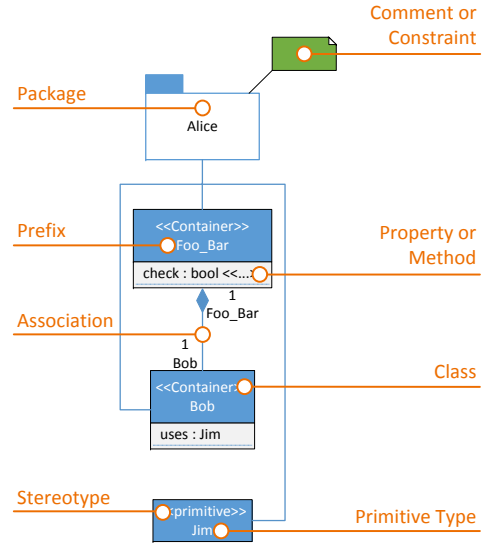 Comment or
Constraint
Package
Alice
Prefix
<<Container>>
Foo_Bar
Property or
Method
check : bool <<...>
1
Foo_Bar
Association
1
Bob
Class
<<Container>
Bob
uses : Jim
Stereotype
<primitive>>
Jim
Primitive Type